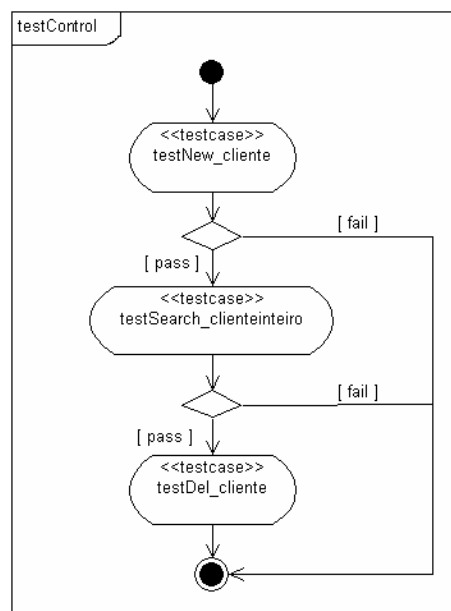 testControl
<<testcase>>
testNew_cliente
[ fail ]
[ pass ]
<<testcase>>
testSearch_clienteinteiro
[ fail ]
[ pass ]
<<testcase>>
testDel_cliente